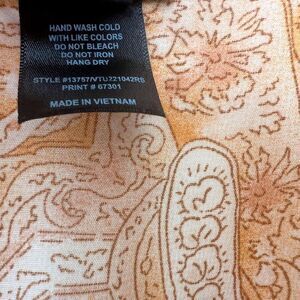 HAND WASH COLD
WITH LIKE COLORS
DO NOT BLEACH
DO NOT IRON
HANG DRY
STYLE #13757/VTU221042RS
PRINT # 67301
MADE IN VIETNAM